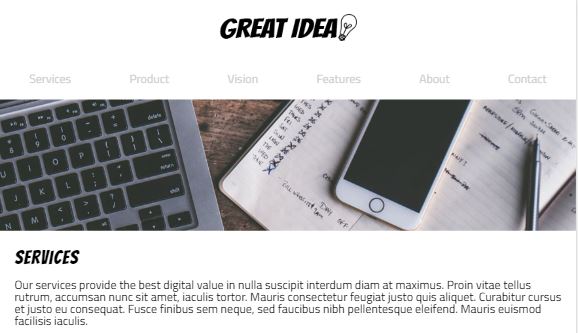 GREAT IDEA
Services Product Vision Features About Contact
delete
return
shift
SERVICES
Our services provide the best digital value in nulla suscipit interdum diam at maximus. Proin vitae tellus
rutrum, accumsan nunc sit amet, iaculis tortor. Mauris consectetur feugiat justo quis aliquet. Curabitur cursus
et justo eu consequat. Fusce finibus sem neque, sed faucibus nibh pellentesque eleifend. Mauris euismod
facilisis iaculis.